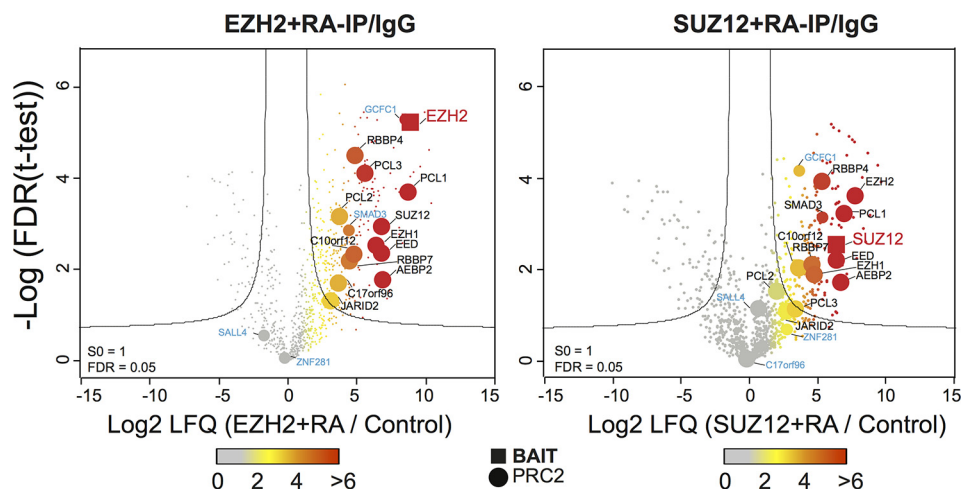 EZH2+RA-IP/IgG
-Log (FDR(t-test)
6
4
2
0
GCFC1
EZH2
RBBP4
PCL3
PCL1
PCL2
SMAD3
SUZ12
C10orf12
EZH1
EED
RBBP7
AEBP2
C17orf96
JARID2
SALL4
ZNF281
S0 = 1
FDR = 0.05
-15 -10 -5 0 5 10 15
Log2 LFQ (EZH2+RA / Control)
0 2 4 >6
BAIT
PRC2
SUZ12+RA-IP/IgG
6
4
2
0
GCFC1
RBBP4
EZH2
SMAD3
PCL1
C10orf12
SUZ12
RBBP7
EED
EZH1
PCL2
AEBP2
SALL4
PCL3
JARID2
ZNF281
C17orf96
S0 = 1
FDR = 0.05
-15 -10 -5 0 5 10 15
Log2 LFQ (SUZ12+RA / Control)
0 2 4 >6